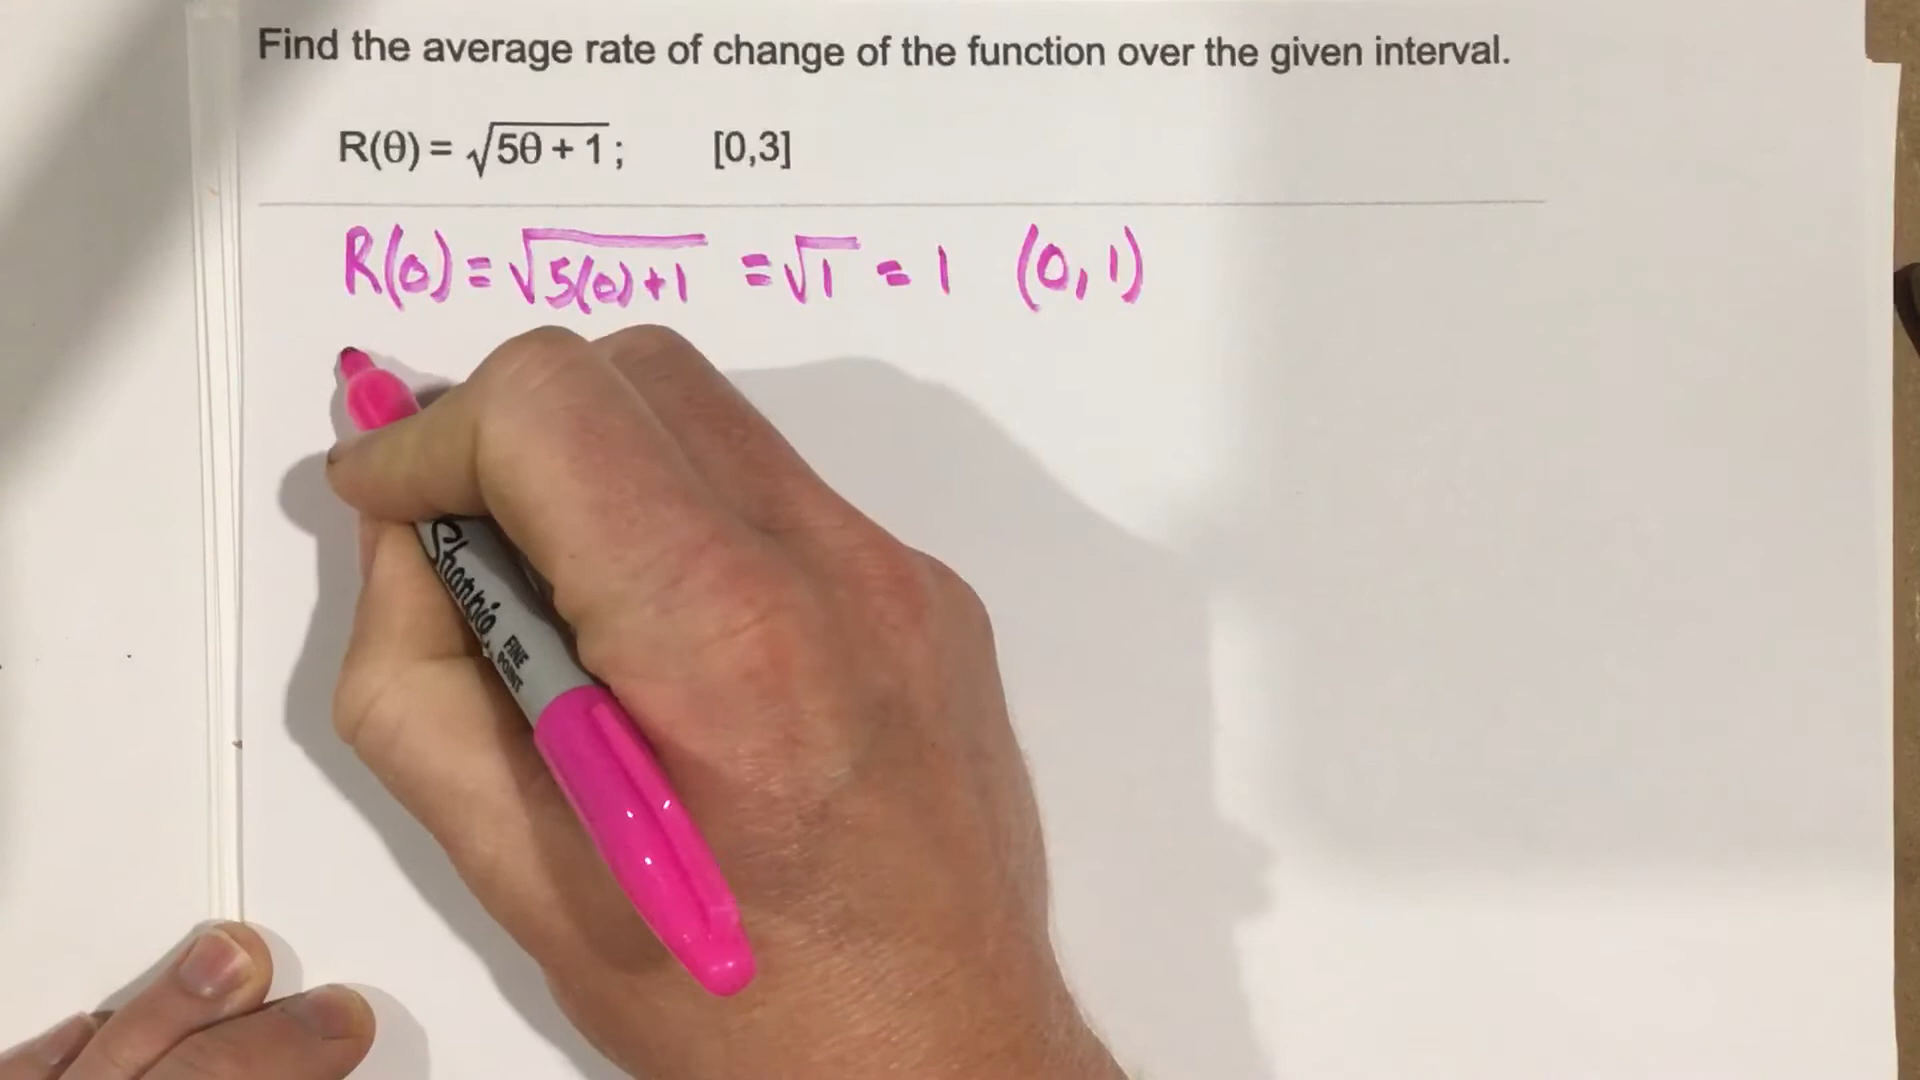 Find the average rate of change of the function over the given interval.
R(θ) = √5θ + 1 ; [0,3]
R(0) = √5(0)+1 = √1 = 1 (0, 1)
Sharpie
FINE
POINT